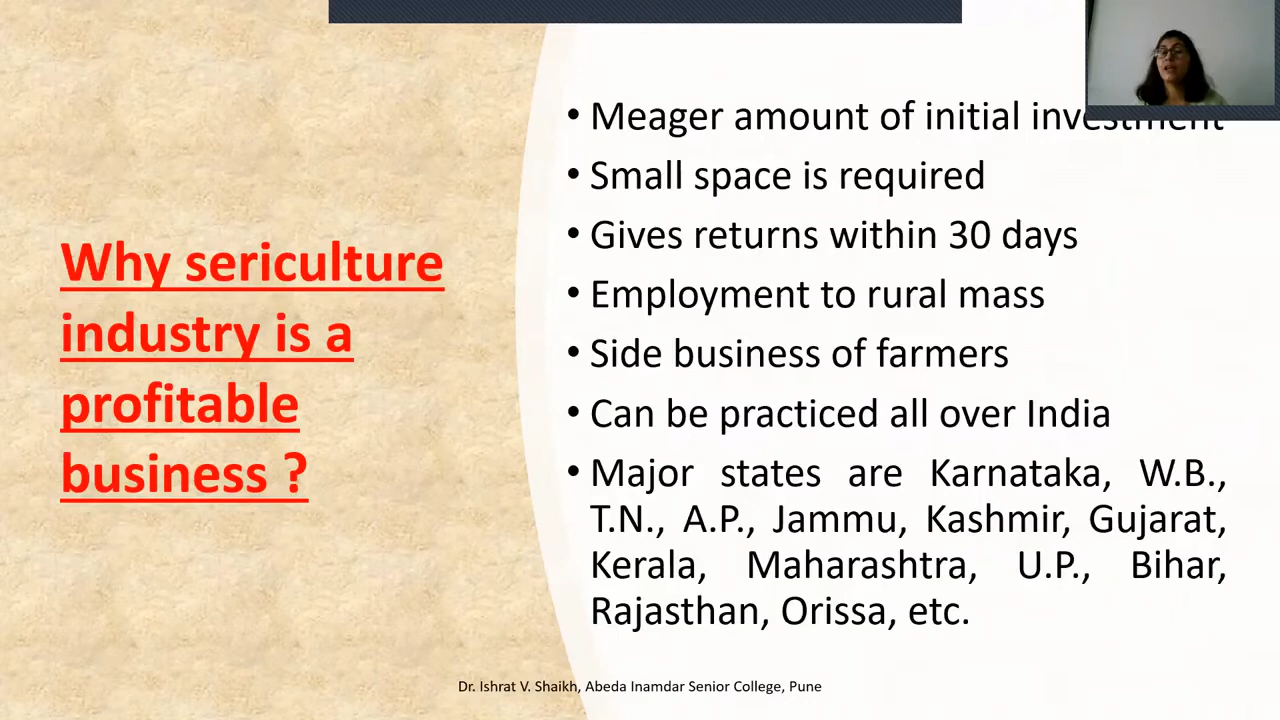 Why sericulture
industry is a
profitable
business ?
• Meager amount of initial investment
• Small space is required
• Gives returns within 30 days
• Employment to rural mass
• Side business of farmers
• Can be practiced all over India
• Major states are Karnataka, W.B.,
T.N., A.P., Jammu, Kashmir, Gujarat,
Kerala, Maharashtra, U.P., Bihar,
Rajasthan, Orissa, etc.
Dr. Ishrat V. Shaikh, Abeda Inamdar Senior College, Pune